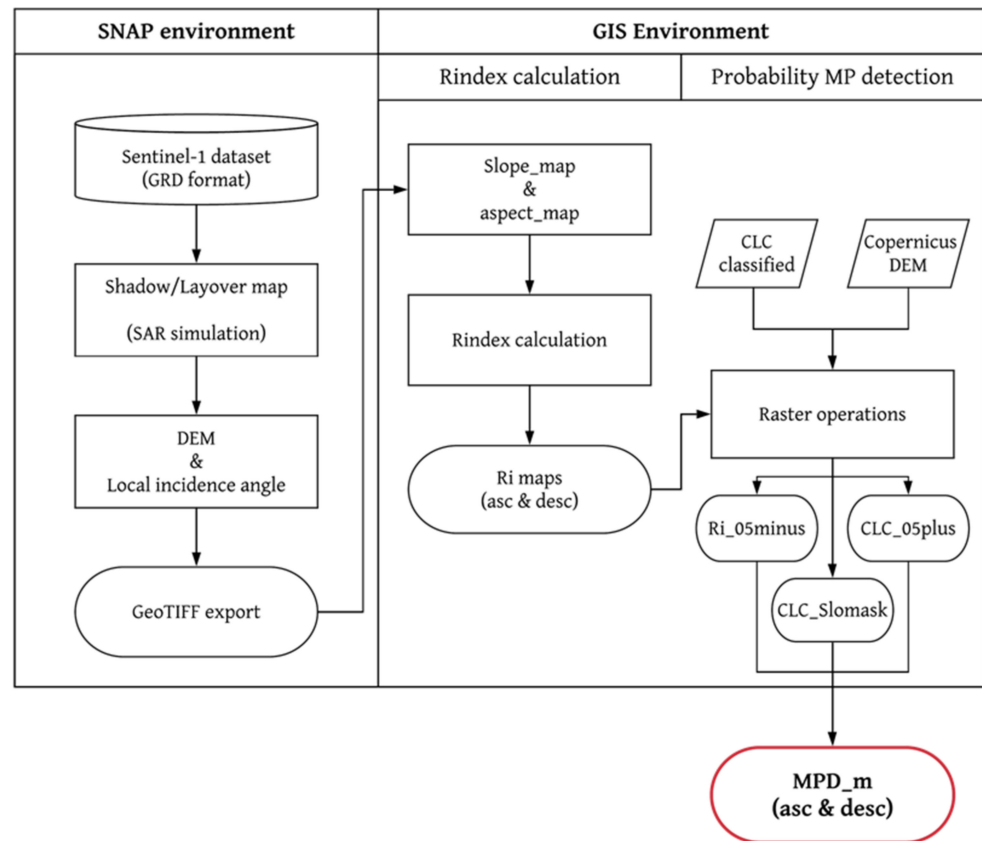 SNAP environment
GIS Environment
Rindex calculation
Probability MP detection
Sentinel-1 dataset
(GRD format)
Shadow/Layover map
(SAR simulation)
DEM
&
Local incidence angle
GeoTIFF export
Slope_map
&
aspect_map
Rindex calculation
Ri maps
(asc & desc)
CLC
classified
Copernicus
DEM
Raster operations
Ri_05minus
CLC_05plus
CLC_Slomask
MPD_m
(asc & desc)